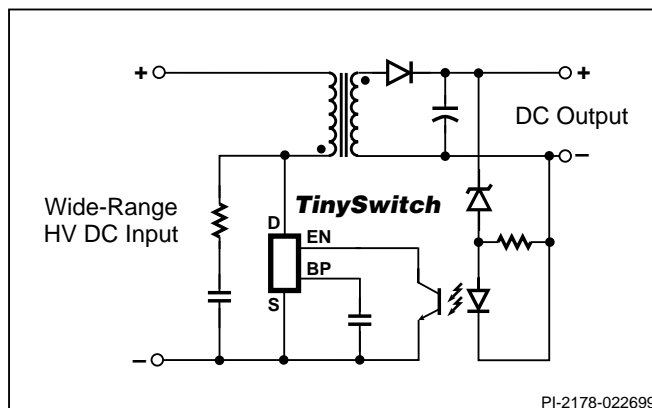 +
+
DC Output
−
Wide-Range
HV DC Input
TinySwitch
D
EN
BP
S
−
PI-2178-022699